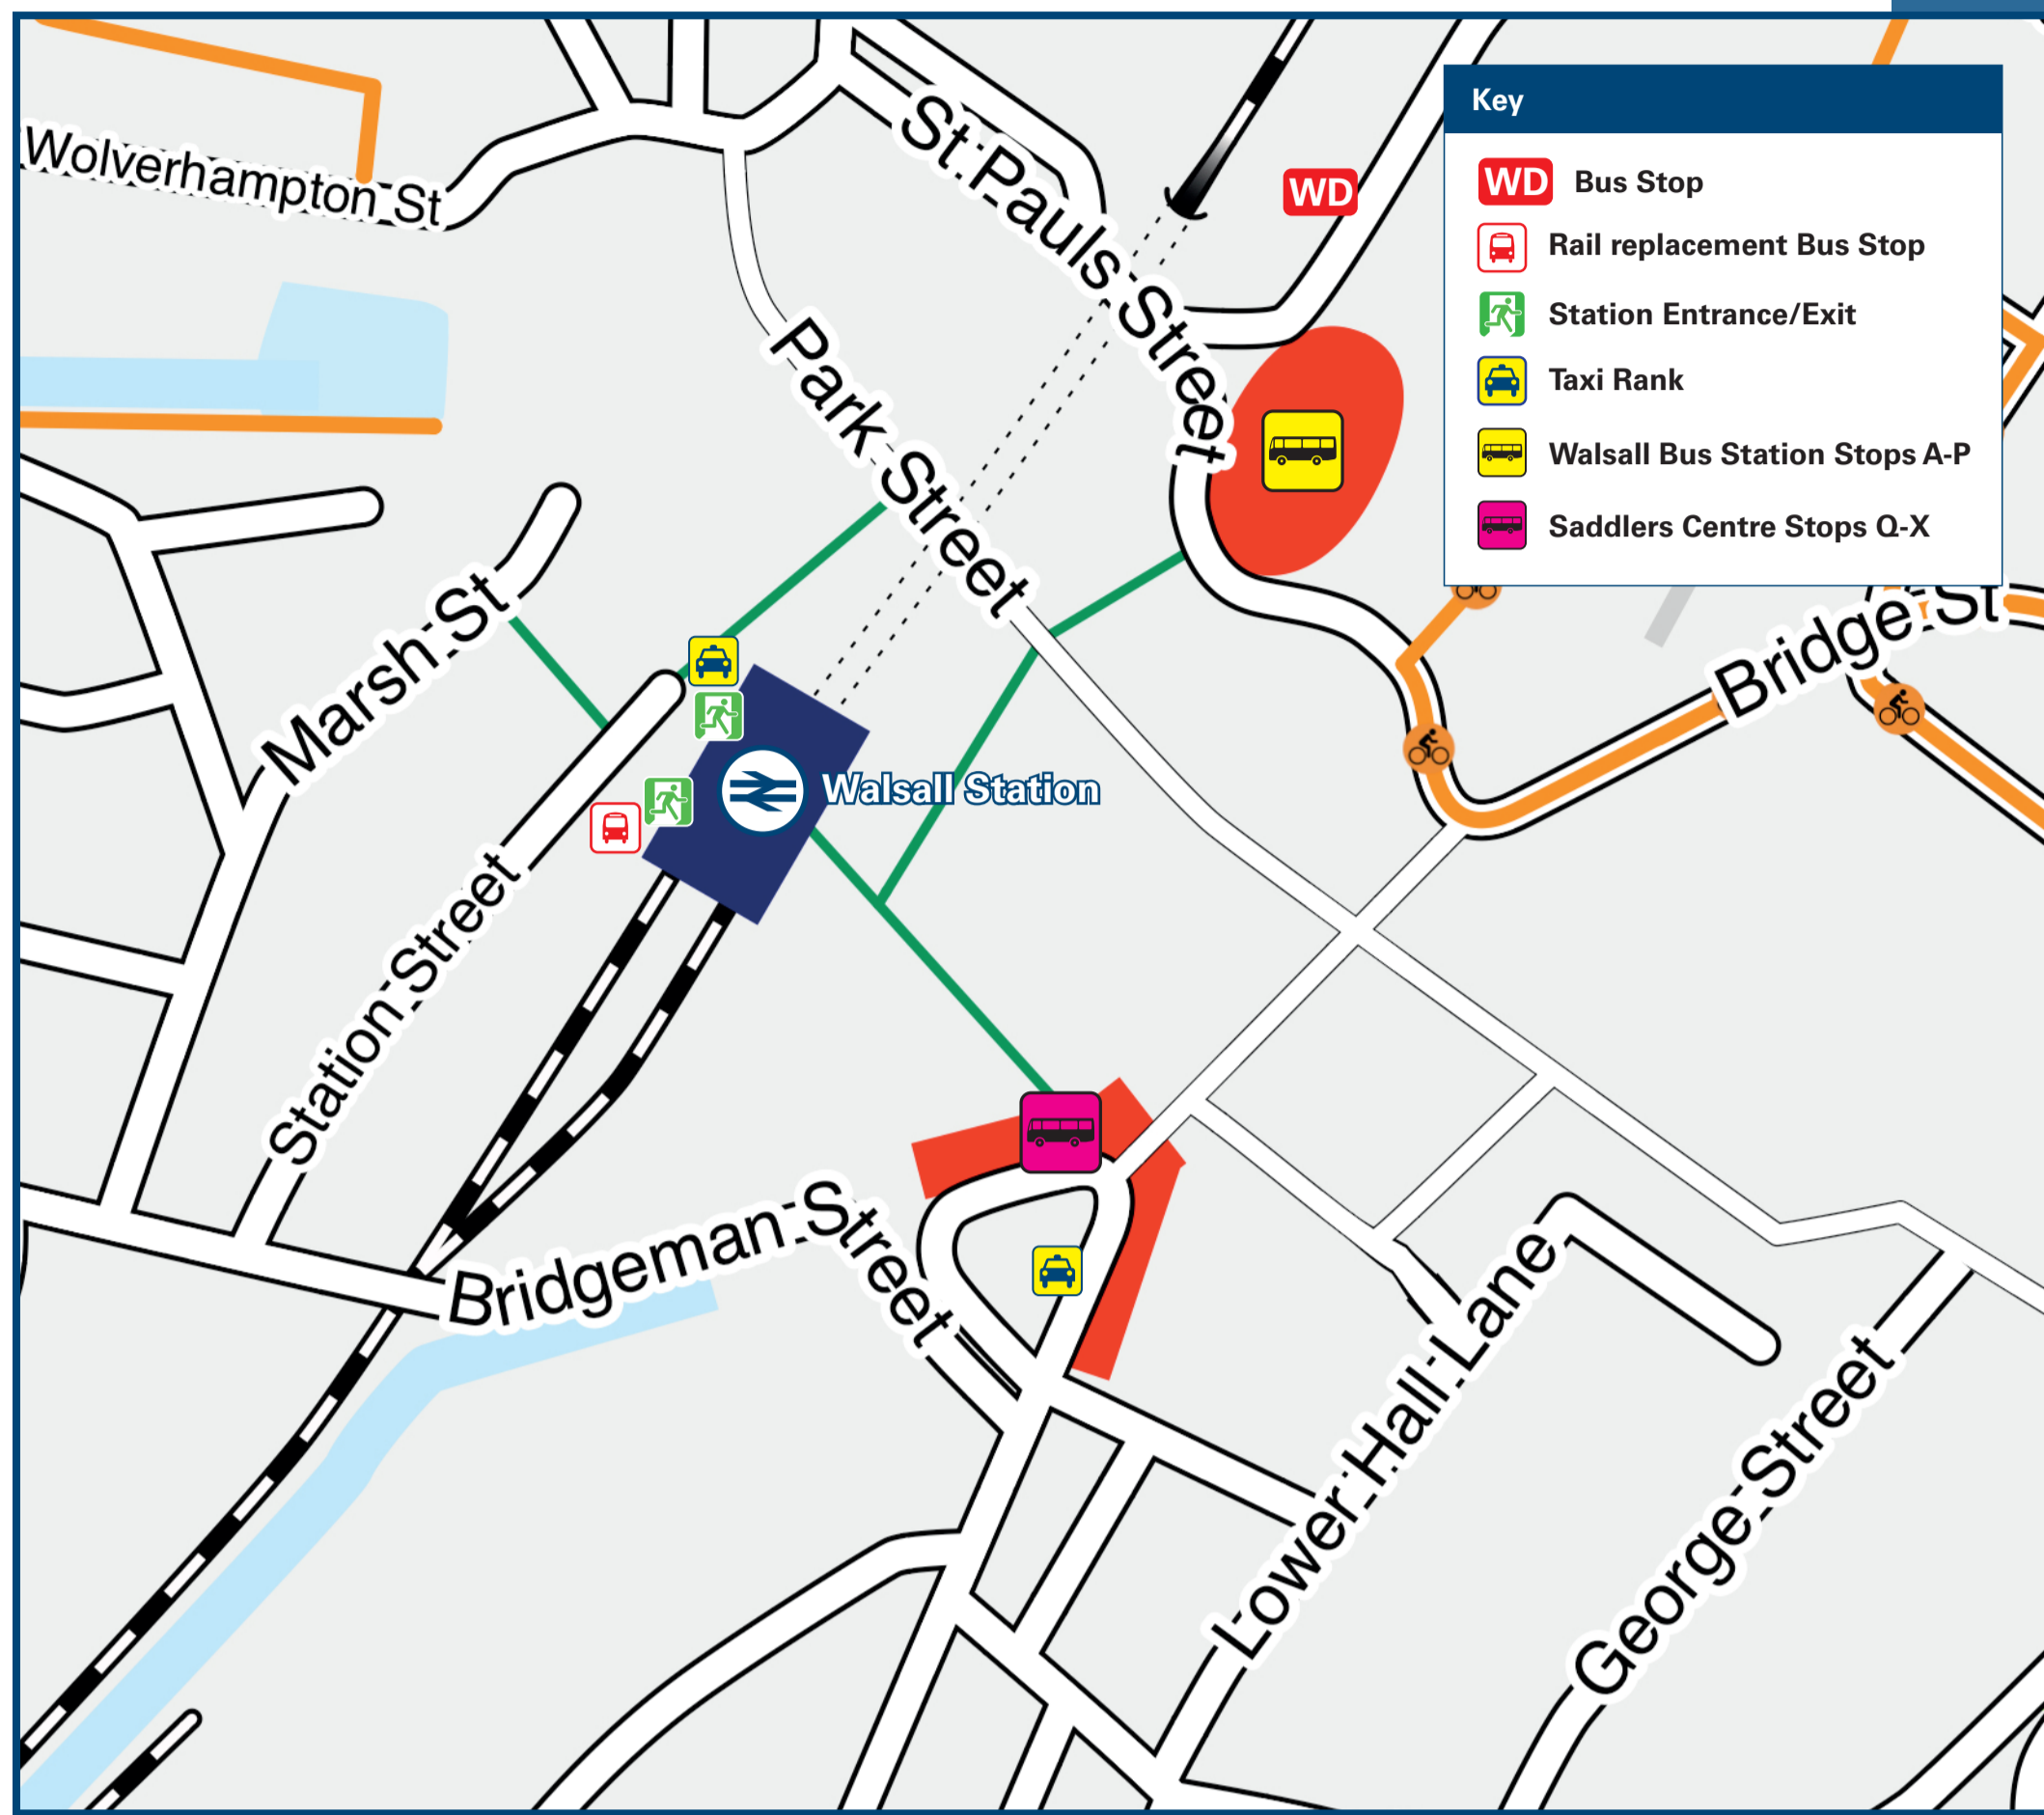 Key
WD Bus Stop
Rail replacement Bus Stop
Station Entrance/Exit
Taxi Rank
Walsall Bus Station Stops A-P
Saddlers Centre Stops Q-X
Wolverhampton St
St.Pauls Street
WD
Park Street
Marsh St
Bridge St
Walsall Station
Station Street
Bridgeman Street
Lower Hall Lane
George Street